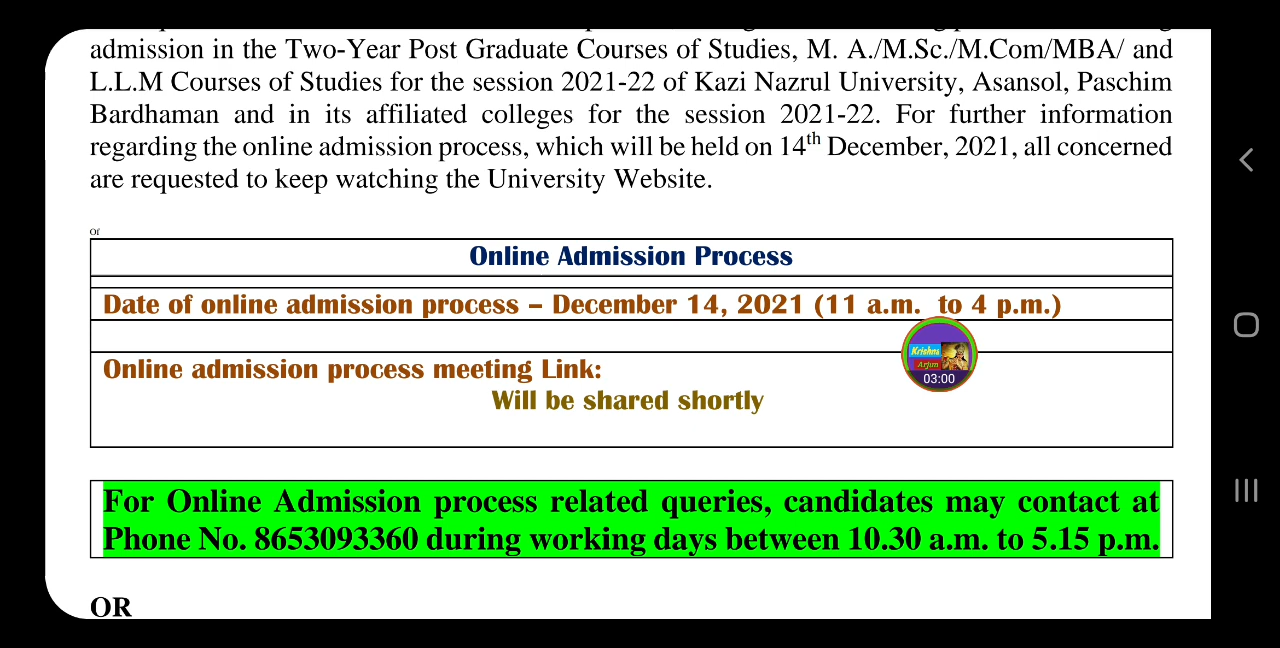 admission in the Two-Year Post Graduate Courses of Studies, M. A./M.Sc./M.Com/MBA/ and
L.L.M Courses of Studies for the session 2021-22 of Kazi Nazrul University, Asansol, Paschim
Bardhaman and in its affiliated colleges for the session 2021-22. For further information
regarding the online admission process, which will be held on 14th December, 2021, all concerned
are requested to keep watching the University Website.
or
Online Admission Process
Date of online admission process – December 14, 2021 (11 a.m. to 4 p.m.)
Krishna
Arjun
03:00
Online admission process meeting Link:
Will be shared shortly
For Online Admission process related queries, candidates may contact at
Phone No. 8653093360 during working days between 10.30 a.m. to 5.15 p.m.
OR